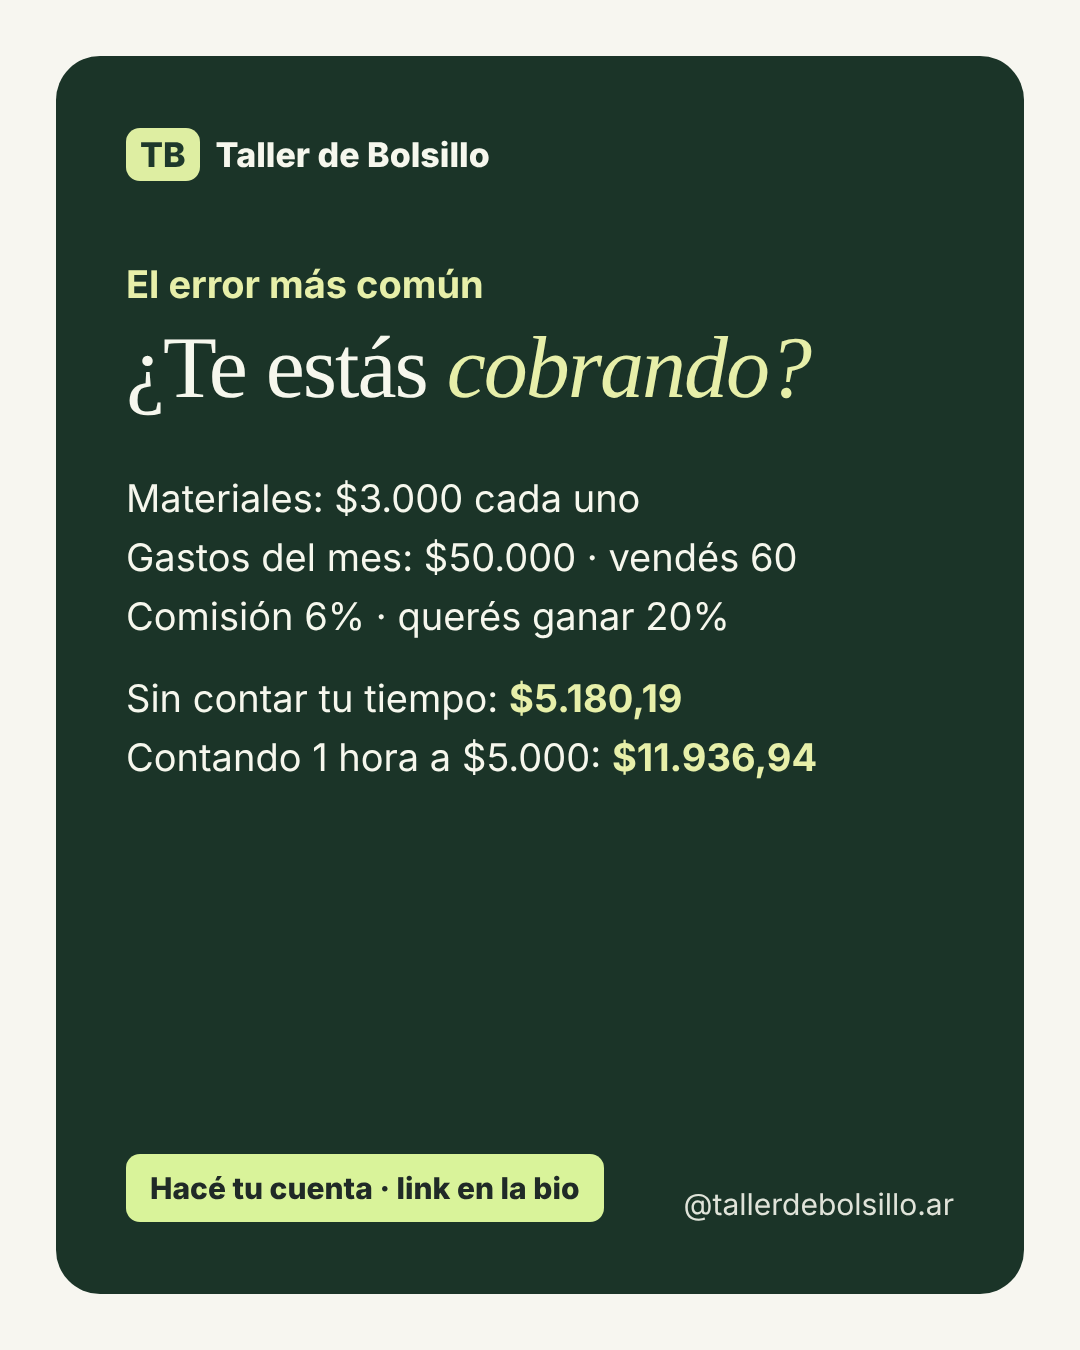 TB Taller de Bolsillo
El error más común
¿Te estás cobrando?
Materiales: $3.000 cada uno
Gastos del mes: $50.000 · vendés 60
Comisión 6% · querés ganar 20%
Sin contar tu tiempo: $5.180,19
Contando 1 hora a $5.000: $11.936,94
Hacé tu cuenta · link en la bio
@tallerdebolsillo.ar